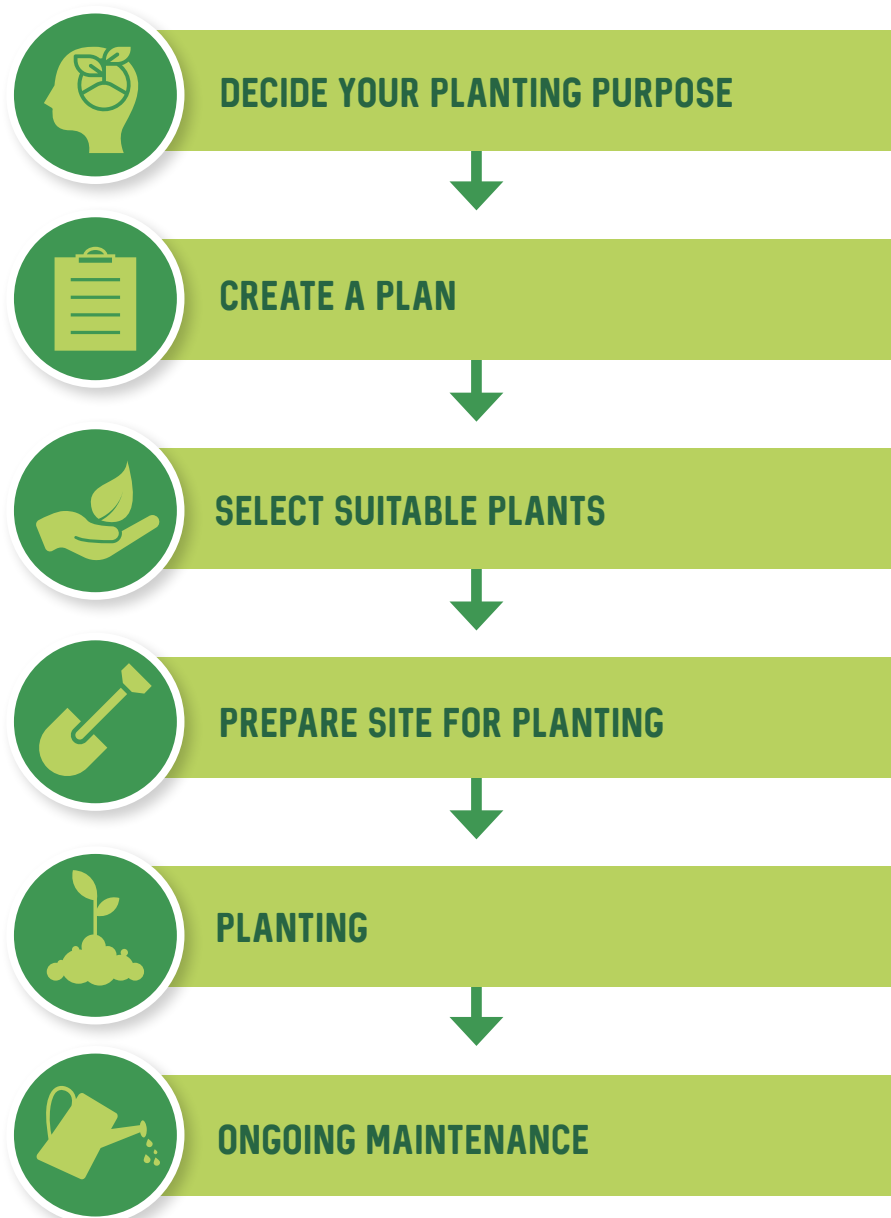 DECIDE YOUR PLANTING PURPOSE
CREATE A PLAN
SELECT SUITABLE PLANTS
PREPARE SITE FOR PLANTING
PLANTING
ONGOING MAINTENANCE